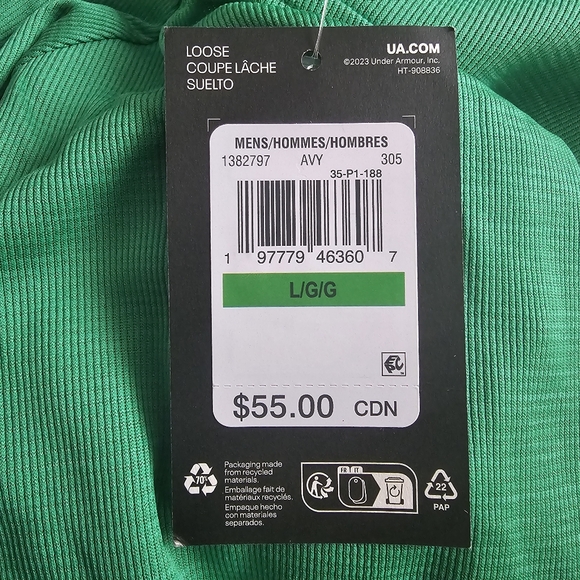 LOOSE
COUPE LÂCHE
SUELTO
UA.COM
©2023 Under Armour, Inc.
HT-908836
MENS/HOMMES/HOMBRES
1382797 AVY 305
35-P1-188
1 97779 46360 7
L/G/G
$55.00 CDN
70%
Packaging made
from recycled
materials.
Emballage fait de
matériaux recyclés.
Empaque hecho
con materiales
separados.
FR IT
22
PAP